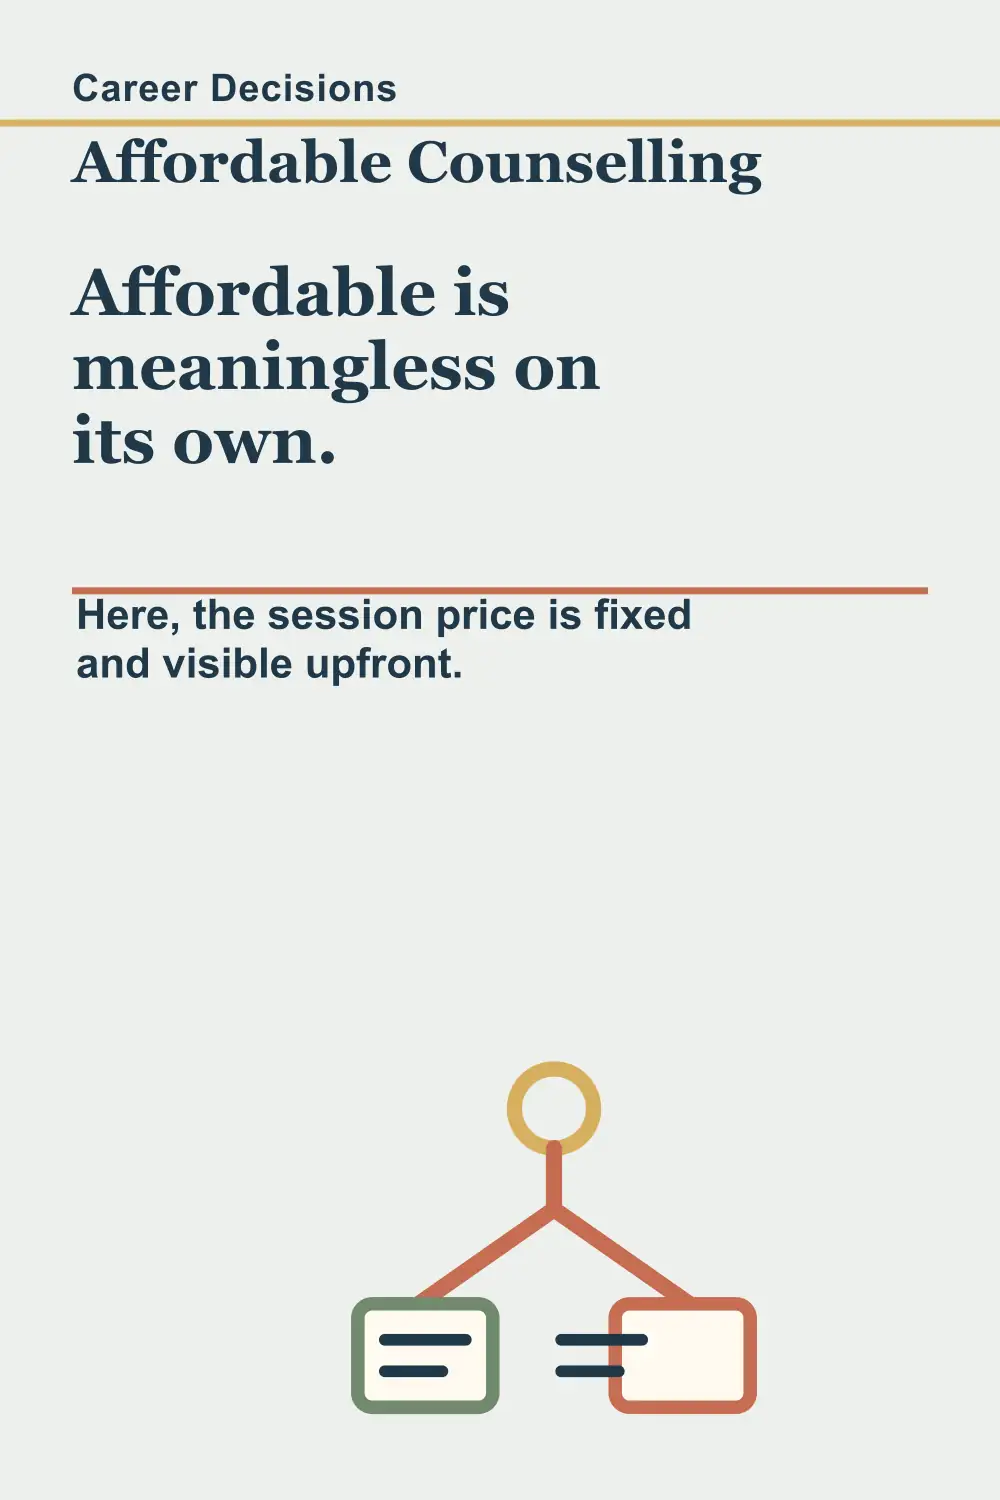 Career Decisions
Affordable Counselling
Affordable is
meaningless on
its own.
Here, the session price is fixed
and visible upfront.